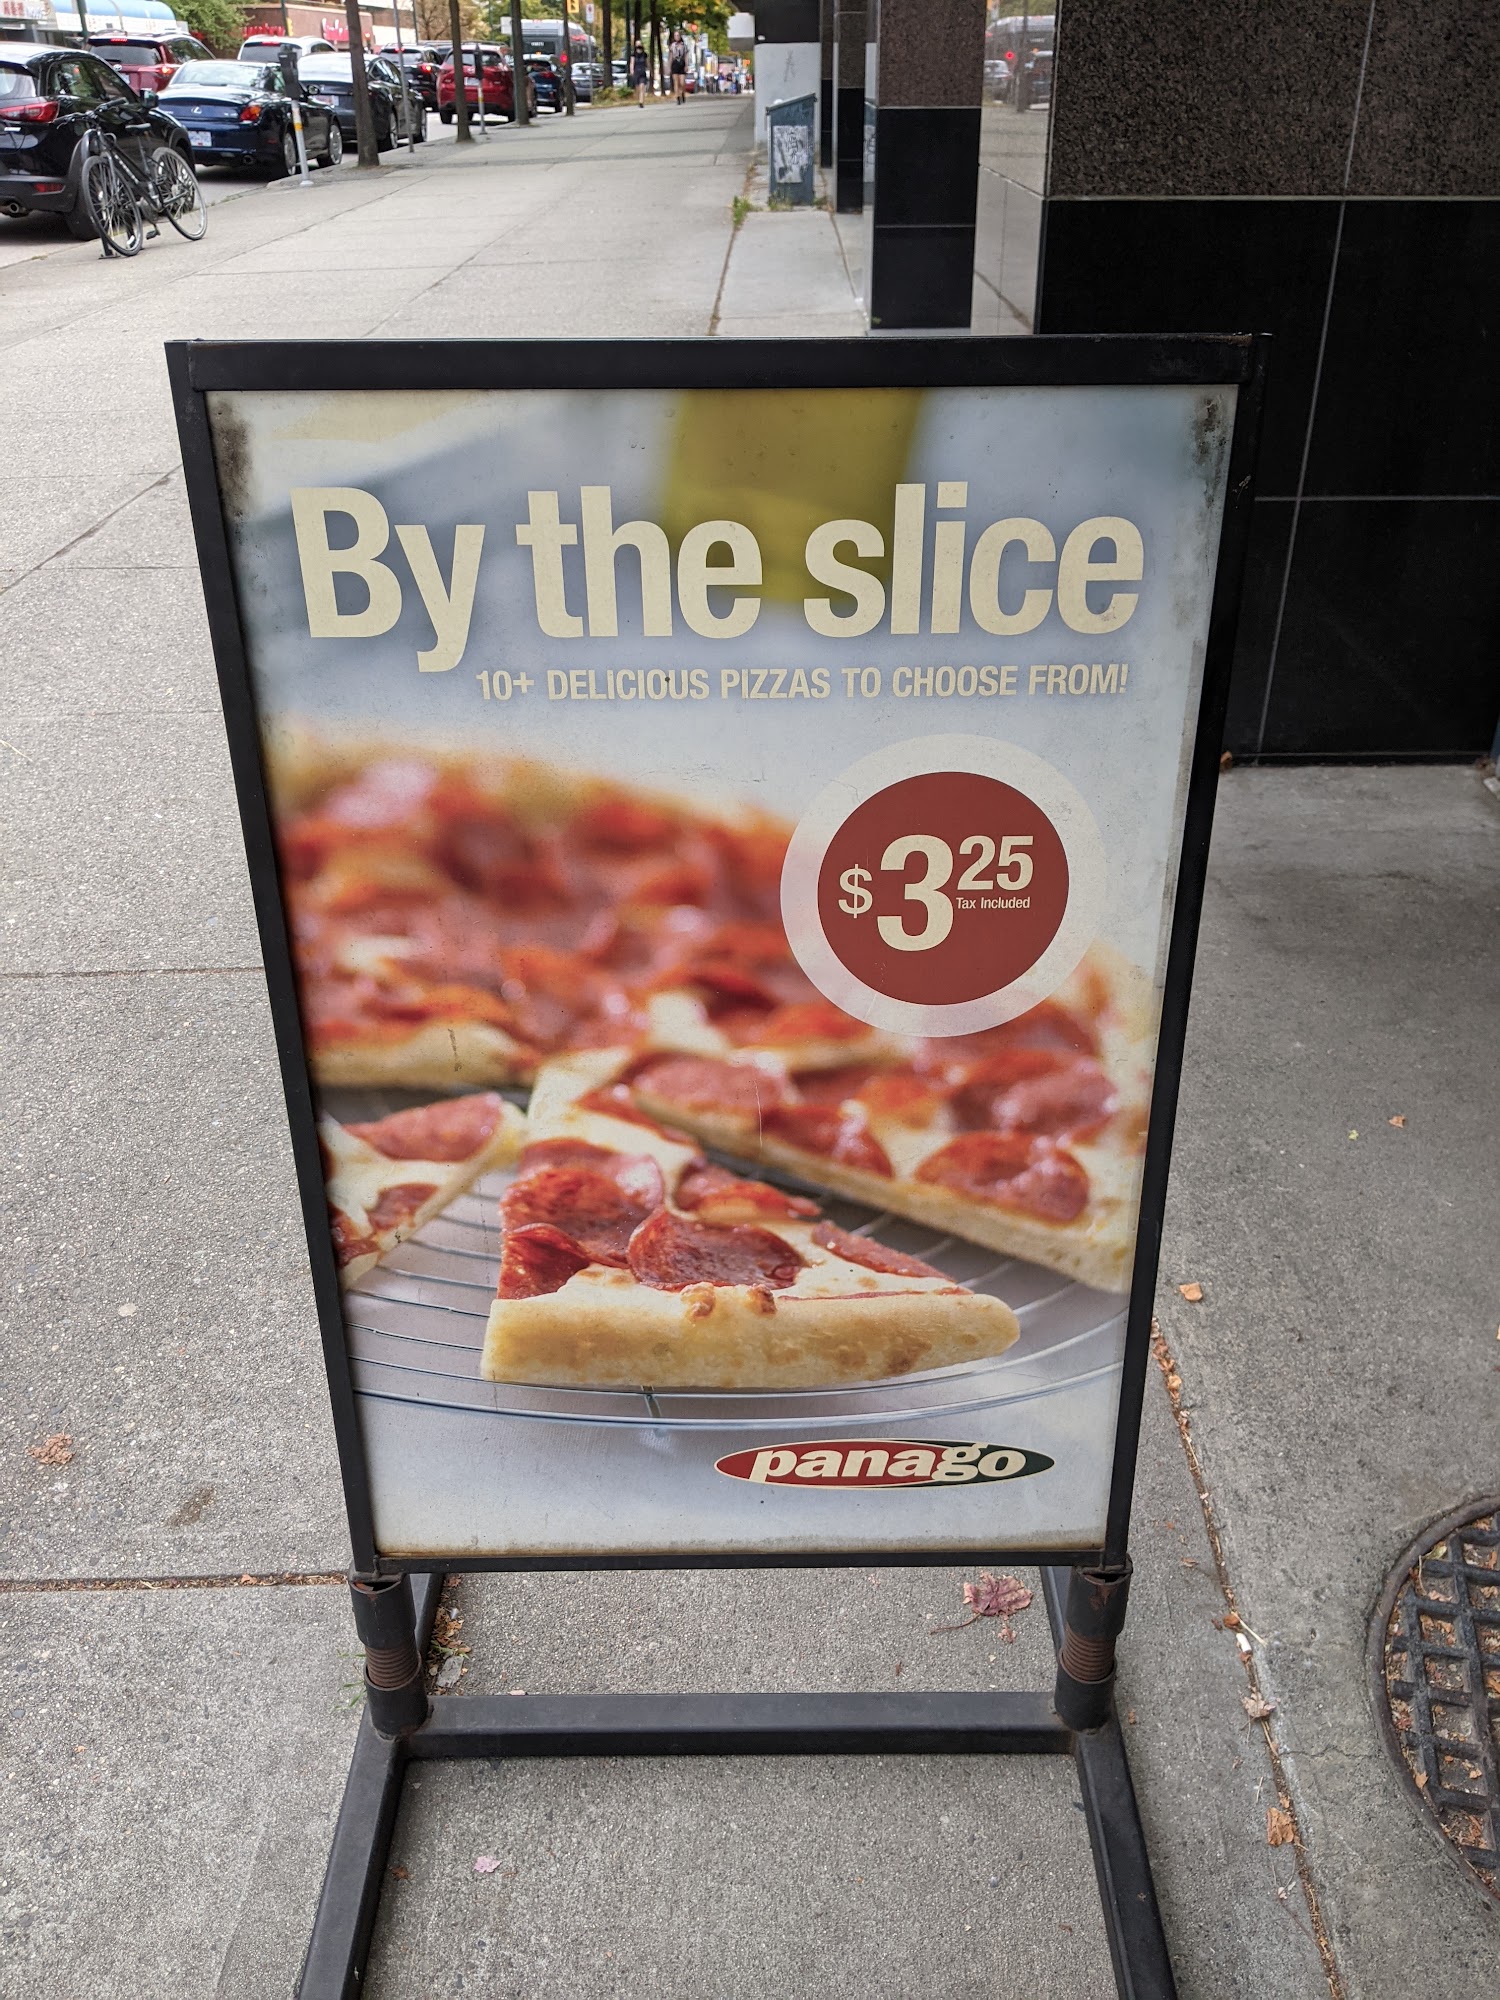 By the slice
10+ DELICIOUS PIZZAS TO CHOOSE FROM!
$325
Tax Included
panago